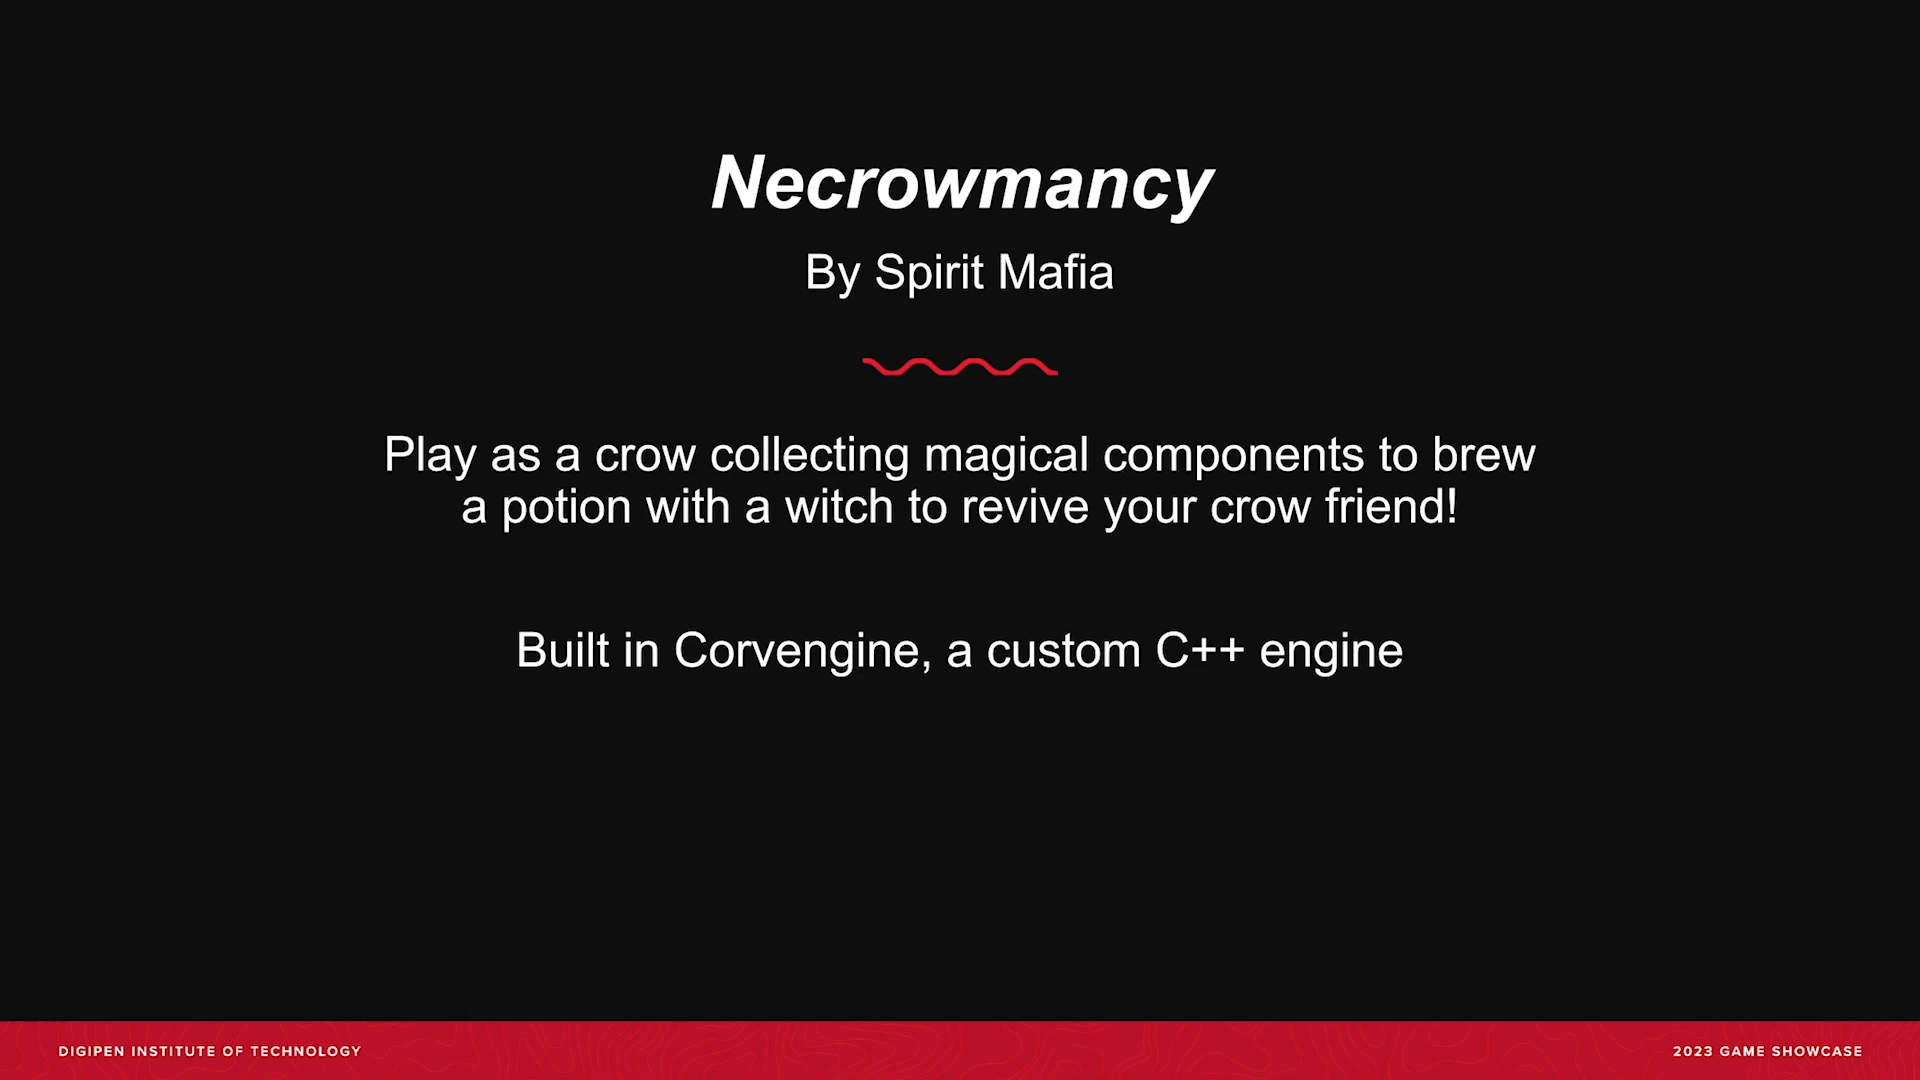 Necrowmancy
By Spirit Mafia
Play as a crow collecting magical components to brew
a potion with a witch to revive your crow friend!
Built in Corvengine, a custom C++ engine
DIGIPEN INSTITUTE OF TECHNOLOGY
2023 GAME SHOWCASE